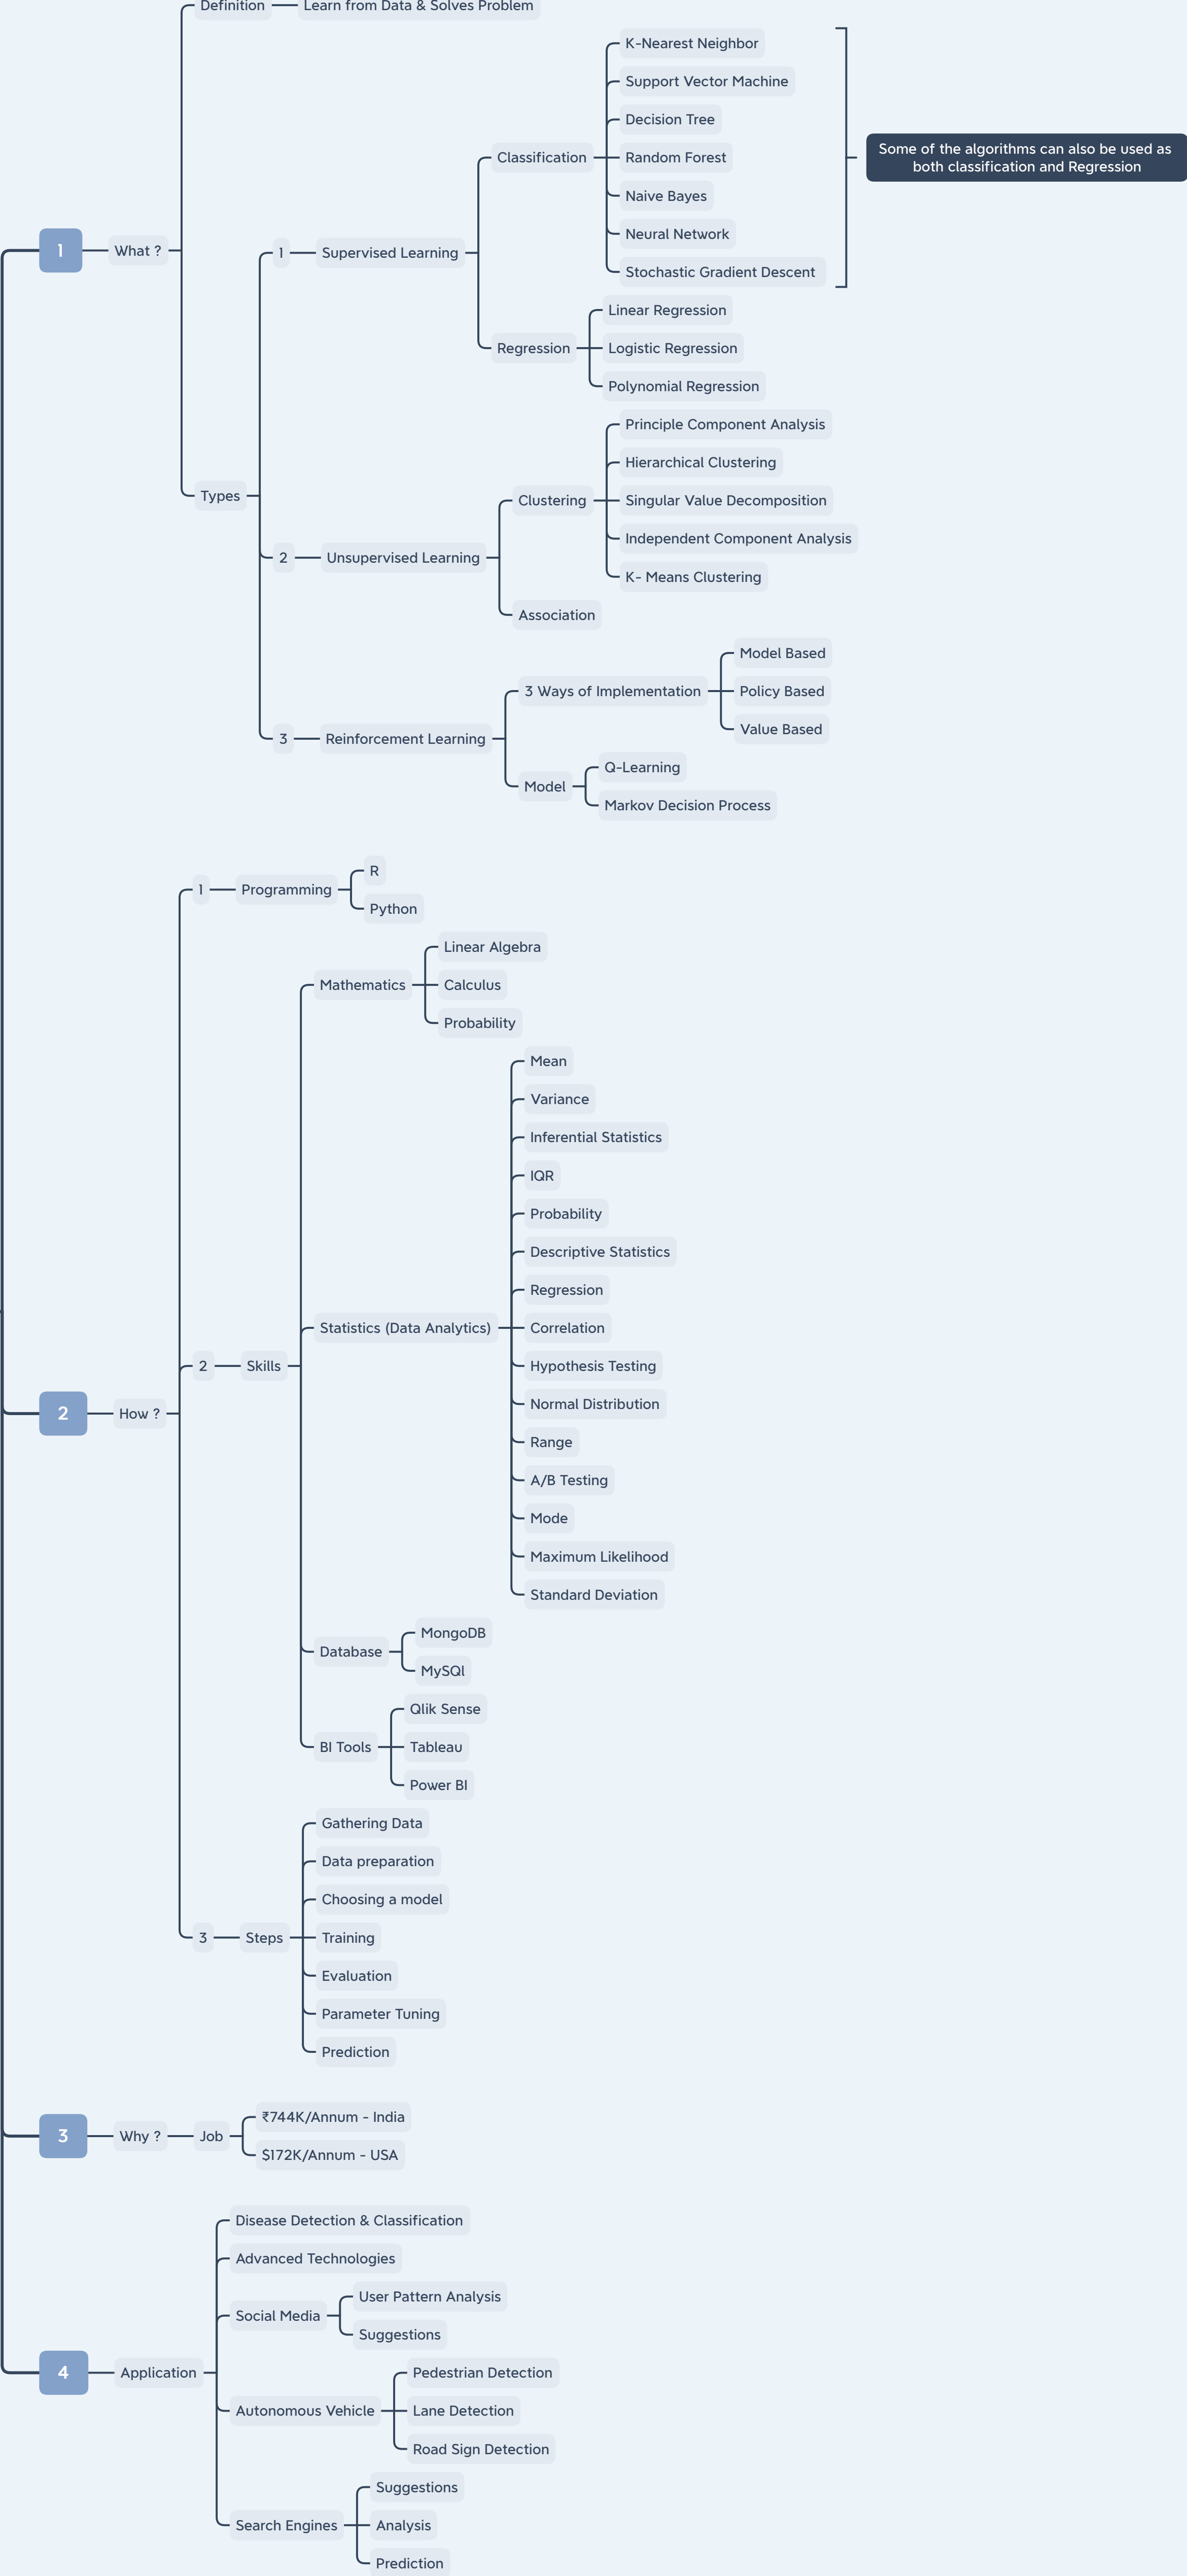 Definition
Learn from Data & Solves Problem
K-Nearest Neighbor
Support Vector Machine
Decision Tree
Classification
Random Forest
Some of the algorithms can also be used as
both classification and Regression
Naive Bayes
Neural Network
1
What ?
1
Supervised Learning
Stochastic Gradient Descent
Linear Regression
Regression
Logistic Regression
Polynomial Regression
Principle Component Analysis
Hierarchical Clustering
Types
Clustering
Singular Value Decomposition
Independent Component Analysis
2
Unsupervised Learning
K- Means Clustering
Association
Model Based
3 Ways of Implementation
Policy Based
Value Based
3
Reinforcement Learning
Q-Learning
Model
Markov Decision Process
R
1
Programming
Python
Linear Algebra
Mathematics
Calculus
Probability
Mean
Variance
Inferential Statistics
IQR
Probability
Descriptive Statistics
Regression
Statistics (Data Analytics)
Correlation
2
Skills
Hypothesis Testing
2
How ?
Normal Distribution
Range
A/B Testing
Mode
Maximum Likelihood
Standard Deviation
MongoDB
Database
MySQl
Qlik Sense
BI Tools
Tableau
Power BI
Gathering Data
Data preparation
Choosing a model
3
Steps
Training
Evaluation
Parameter Tuning
Prediction
₹744K/Annum - India
3
Why ?
Job
$172K/Annum - USA
Disease Detection & Classification
Advanced Technologies
User Pattern Analysis
Social Media
Suggestions
4
Application
Pedestrian Detection
Autonomous Vehicle
Lane Detection
Road Sign Detection
Suggestions
Search Engines
Analysis
Prediction